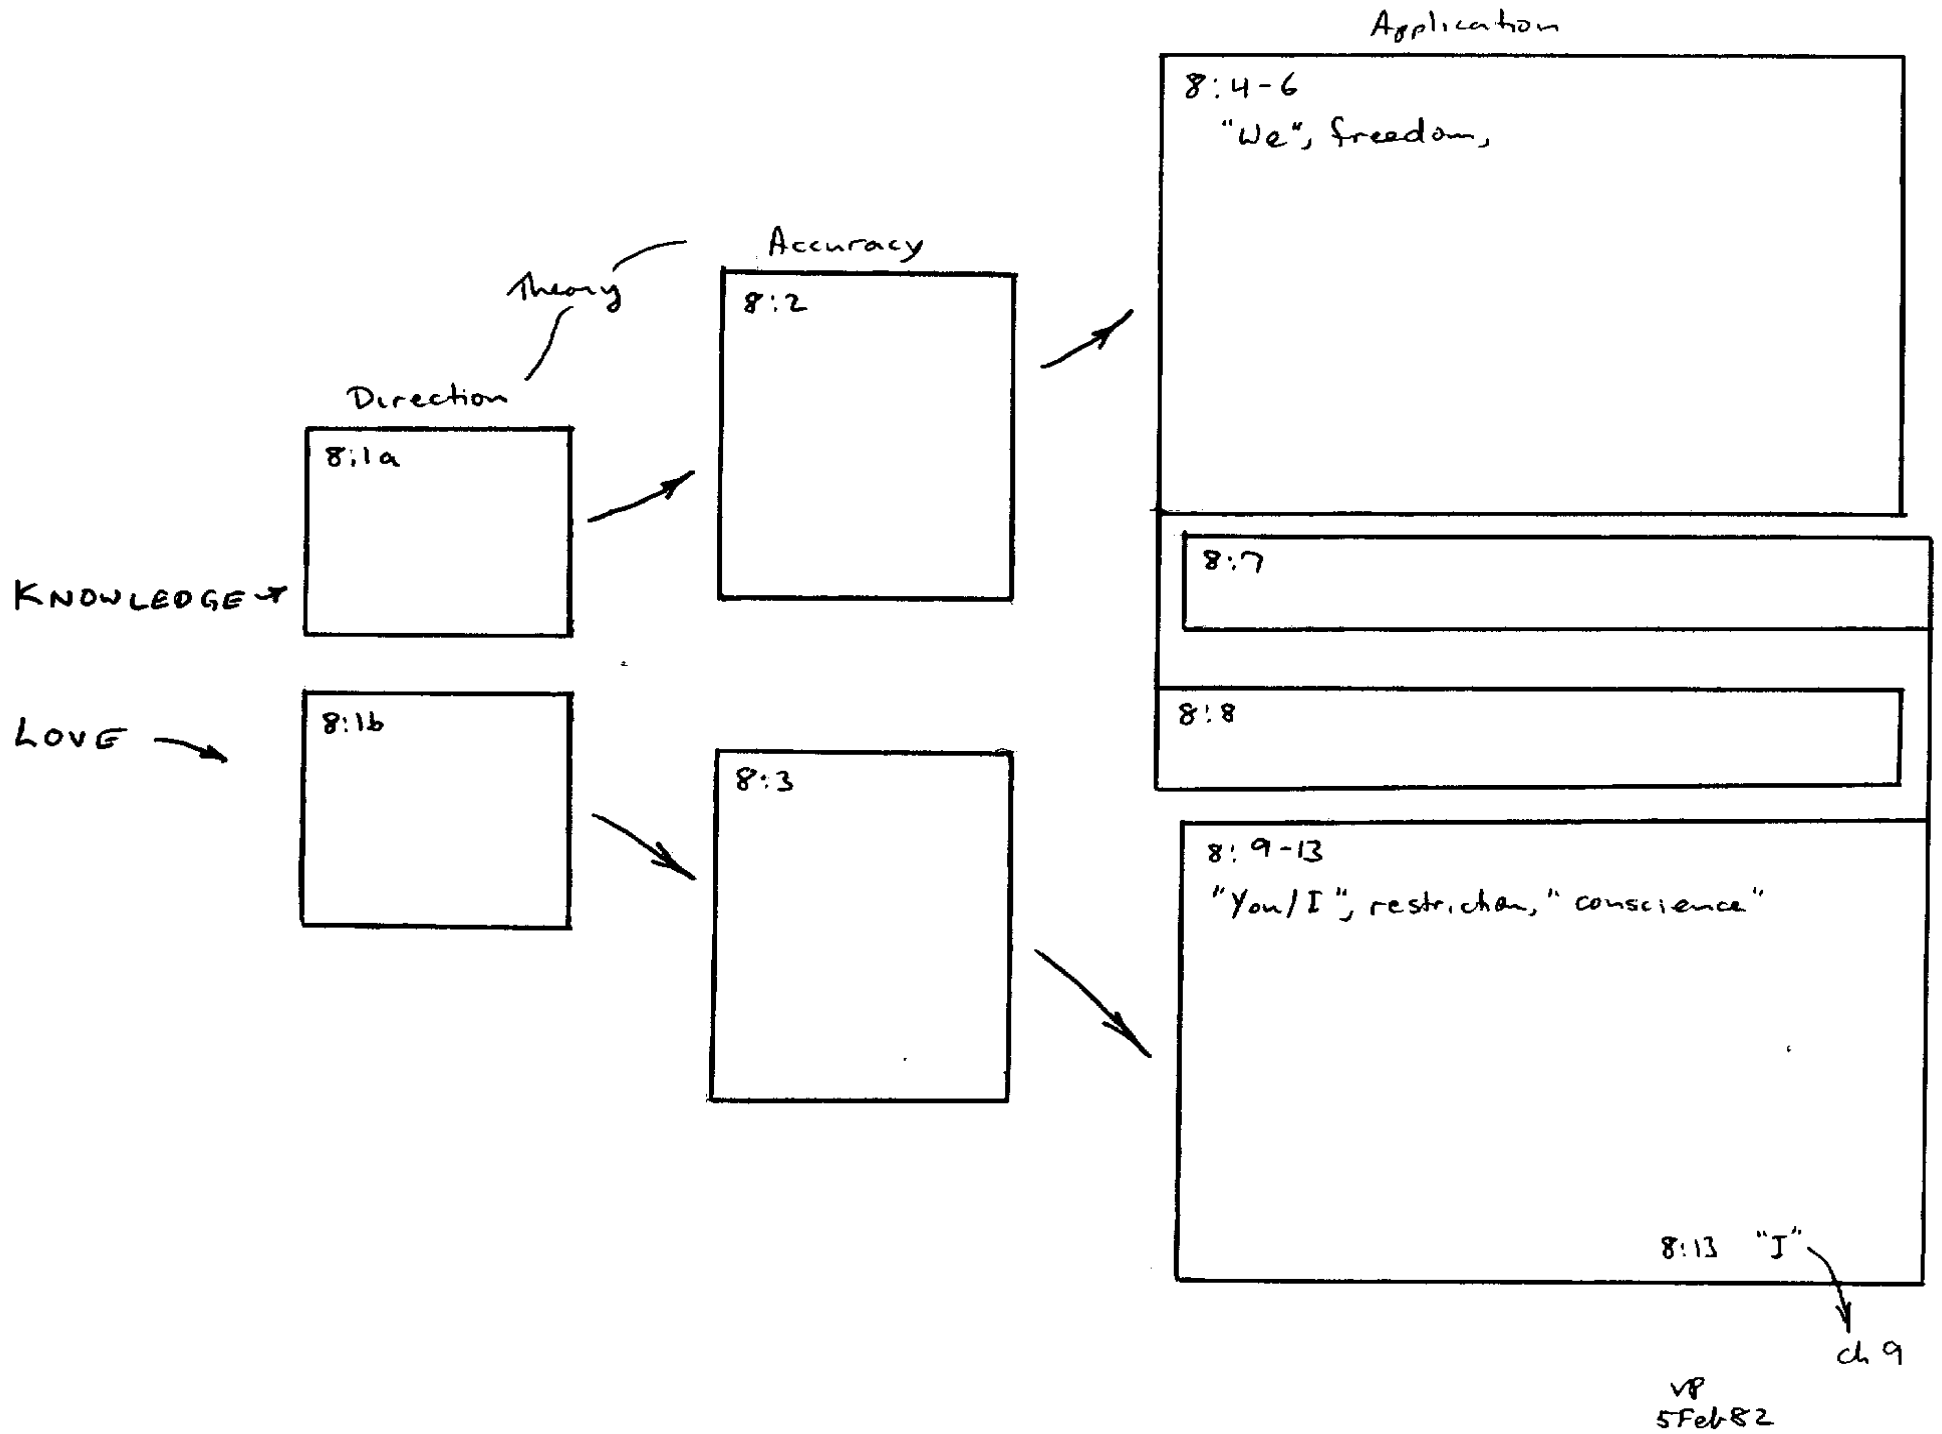 Application
8:4-6
"We", freedom,
Accuracy
Theory
8:2
Direction
8:1a
8:7
KNOWLEDGE
8:8
8:1b
LOVE
8:3
8:9-13
"You/I", restriction, "conscience"
8:13 "I"
ch 9
VP
5Feb82